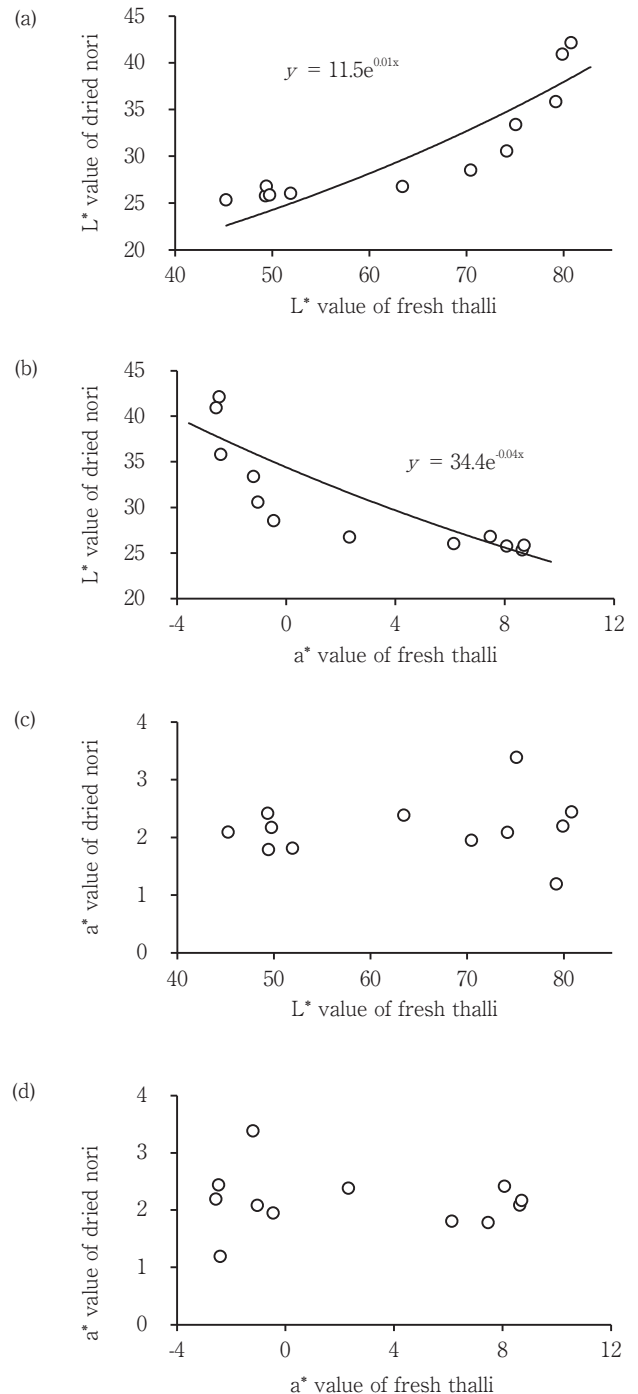 (a)
45
40
35
30
25
20
L* value of dried nori
y = 11.5e^0.01x
40 50 60 70 80
L* value of fresh thalli
(b)
45
40
35
30
25
20
L* value of dried nori
y = 34.4e^-0.04x
-4 0 4 8 12
a* value of fresh thalli
(c)
4
3
2
1
0
a* value of dried nori
40 50 60 70 80
L* value of fresh thalli
(d)
4
3
2
1
0
a* value of dried nori
-4 0 4 8 12
a* value of fresh thalli